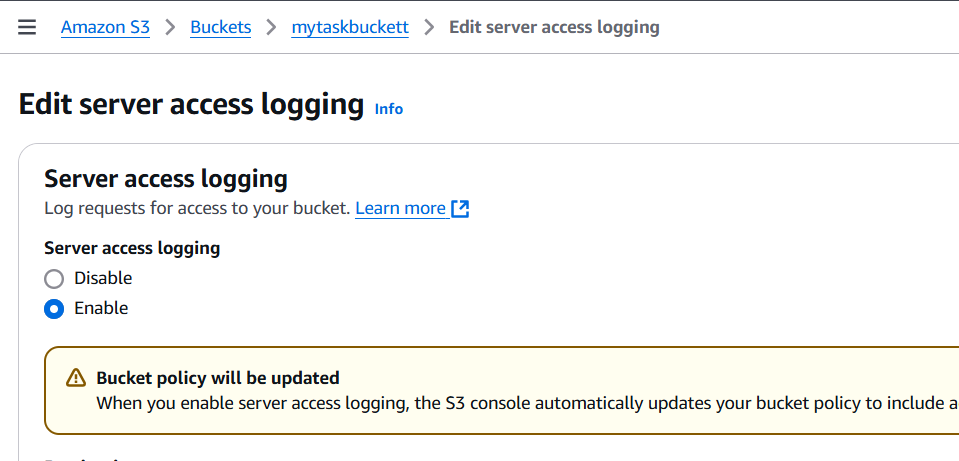 Amazon S3 > Buckets > mytaskbuckett > Edit server access logging
Edit server access logging Info
Server access logging
Log requests for access to your bucket. Learn more
Server access logging
Disable
Enable
Bucket policy will be updated
When you enable server access logging, the S3 console automatically updates your bucket policy to include a